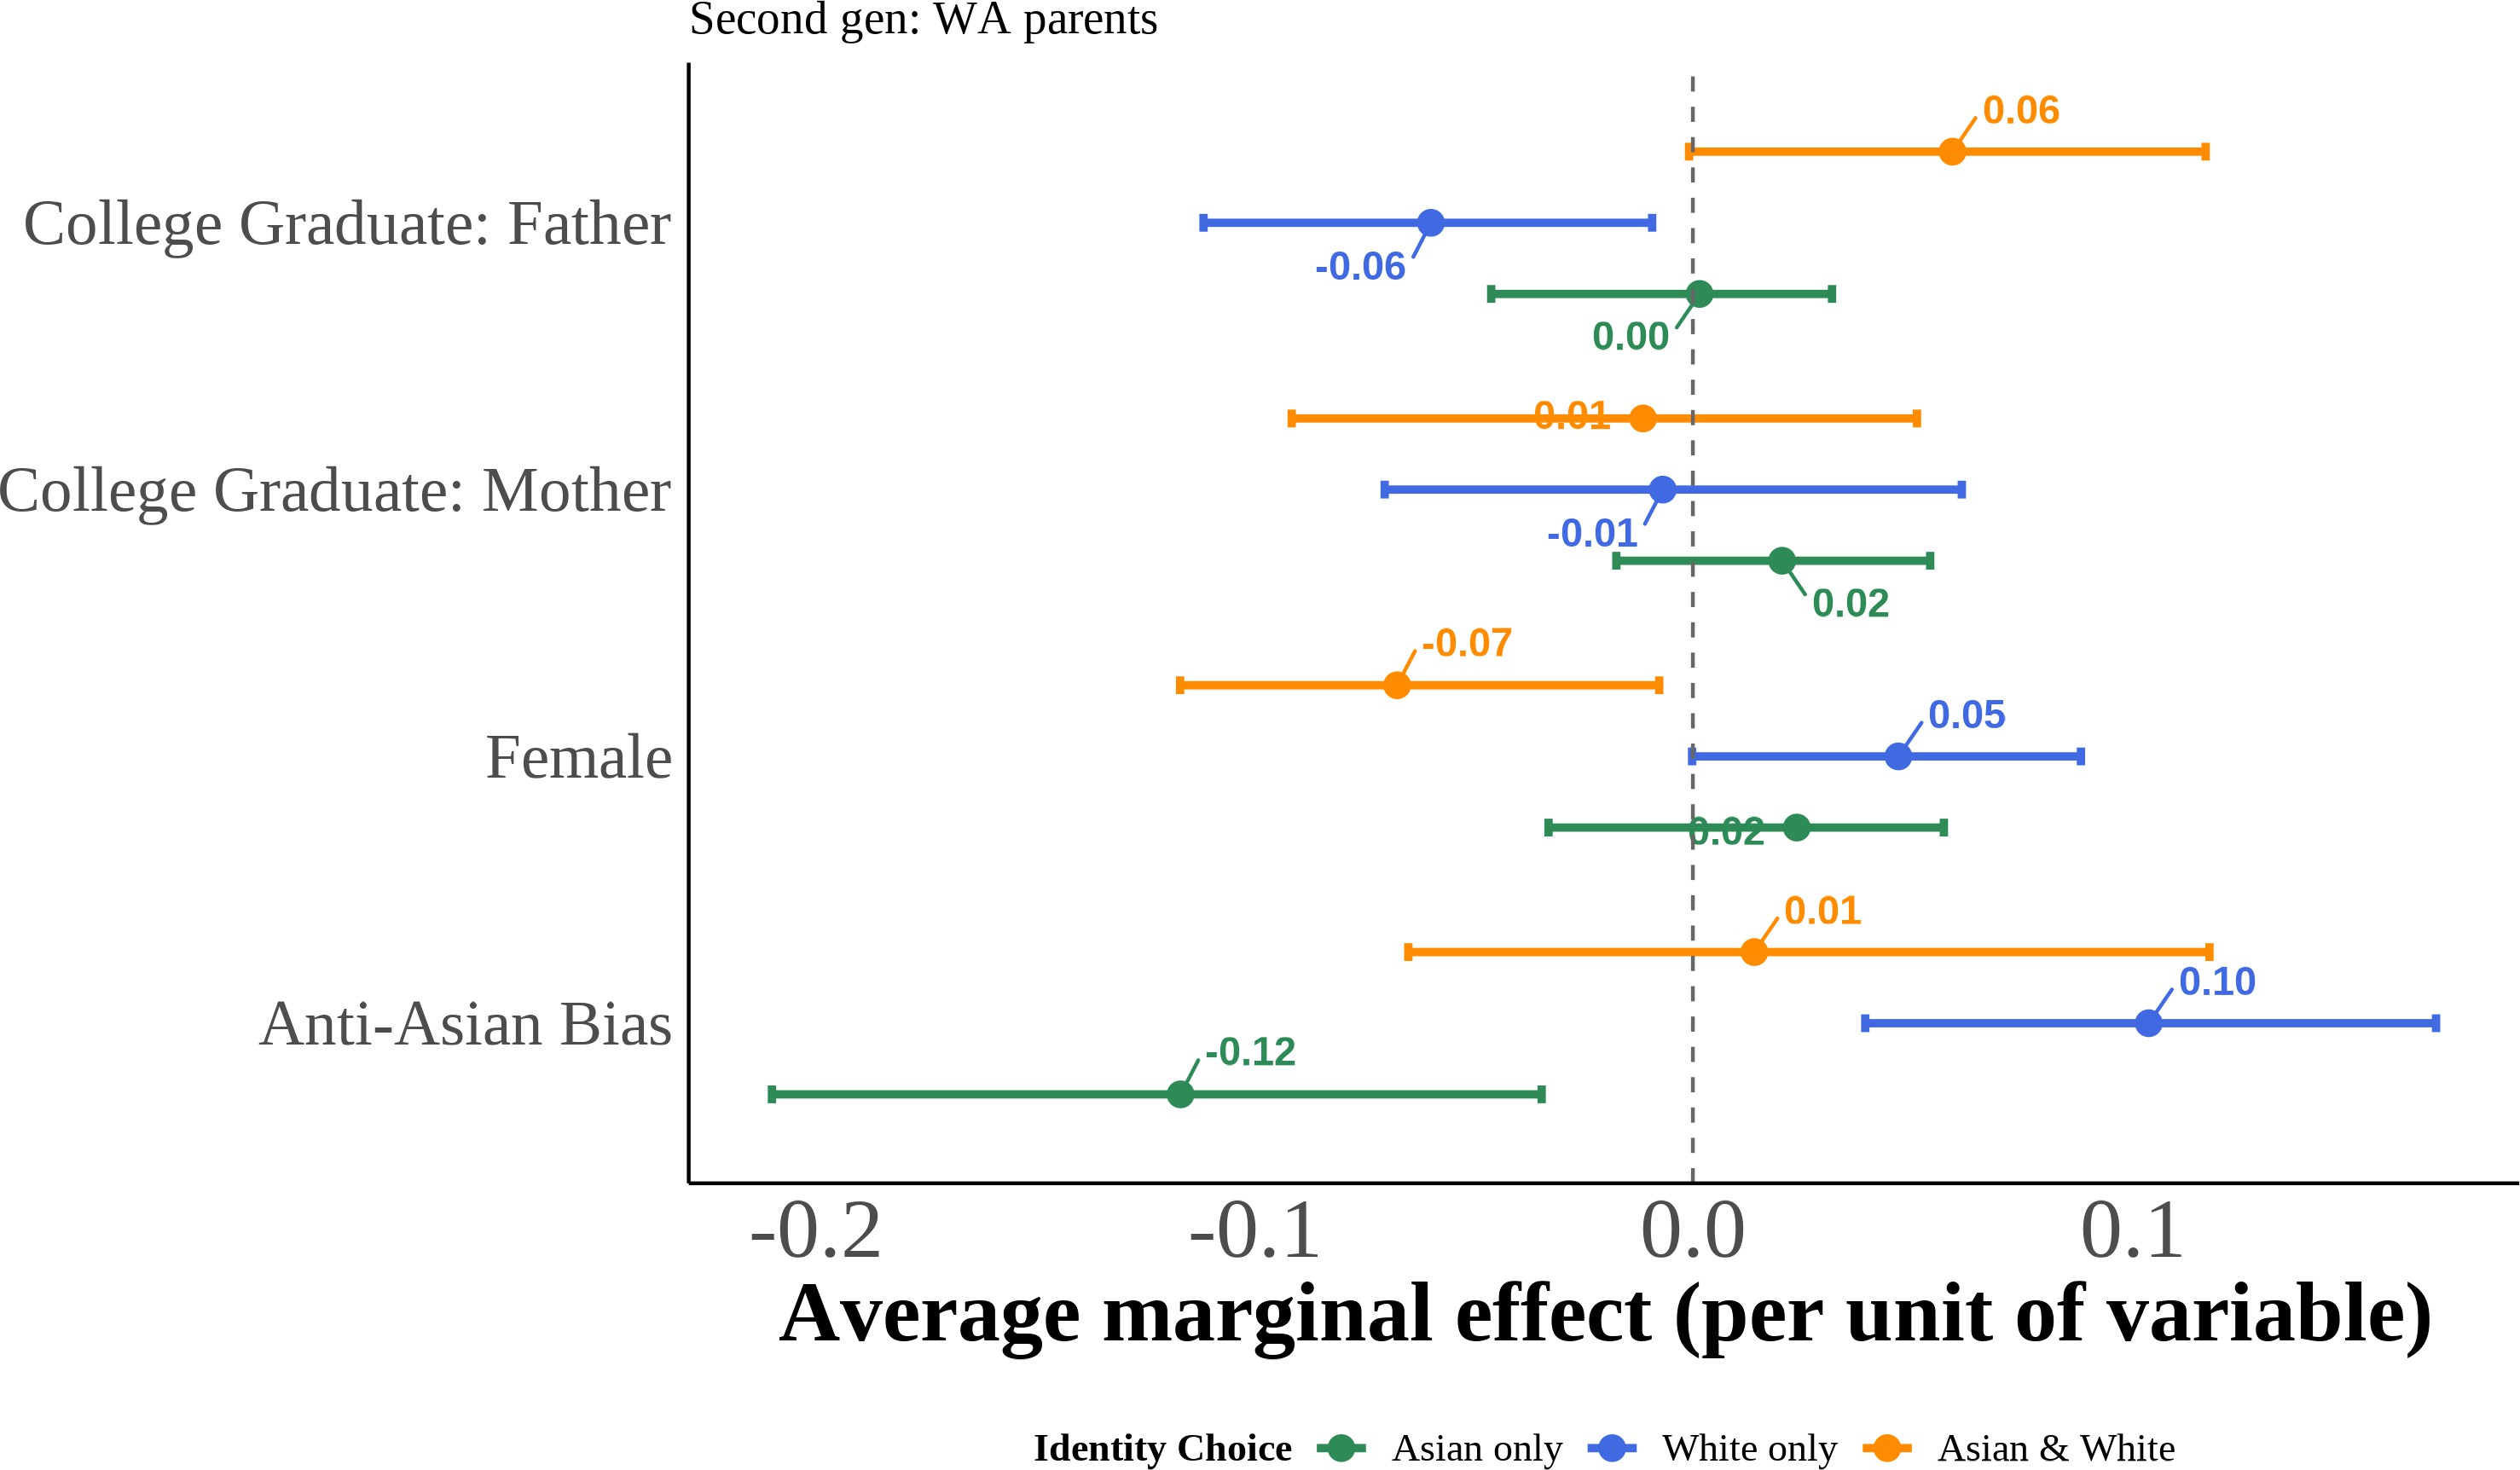 Second gen: WA parents
0.06
College Graduate: Father
-0.06
0.00
0.01
College Graduate: Mother
-0.01
0.02
-0.07
0.05
Female
0.02
0.01
0.10
Anti-Asian Bias
-0.12
-0.2 -0.1 0.0 0.1
Average marginal effect (per unit of variable)
Identity Choice Asian only White only Asian & White